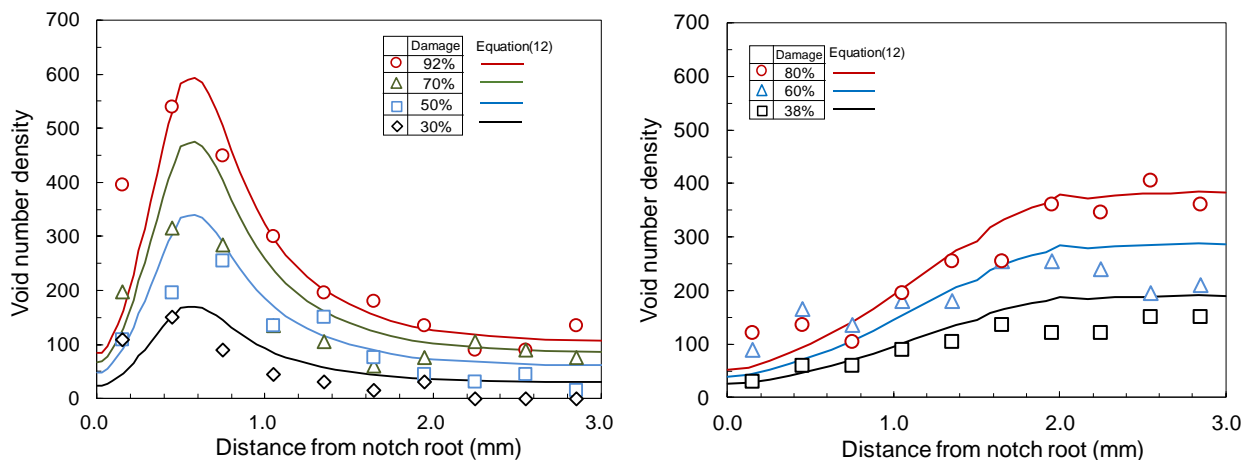 700
600
500
400
300
200
100
0
Void number density
Damage Equation(12)
92%
70%
50%
30%
0.0 1.0 2.0 3.0
Distance from notch root (mm)
700
600
500
400
300
200
100
0
Void number density
Damage Equation(12)
80%
60%
38%
0.0 1.0 2.0 3.0
Distance from notch root (mm)